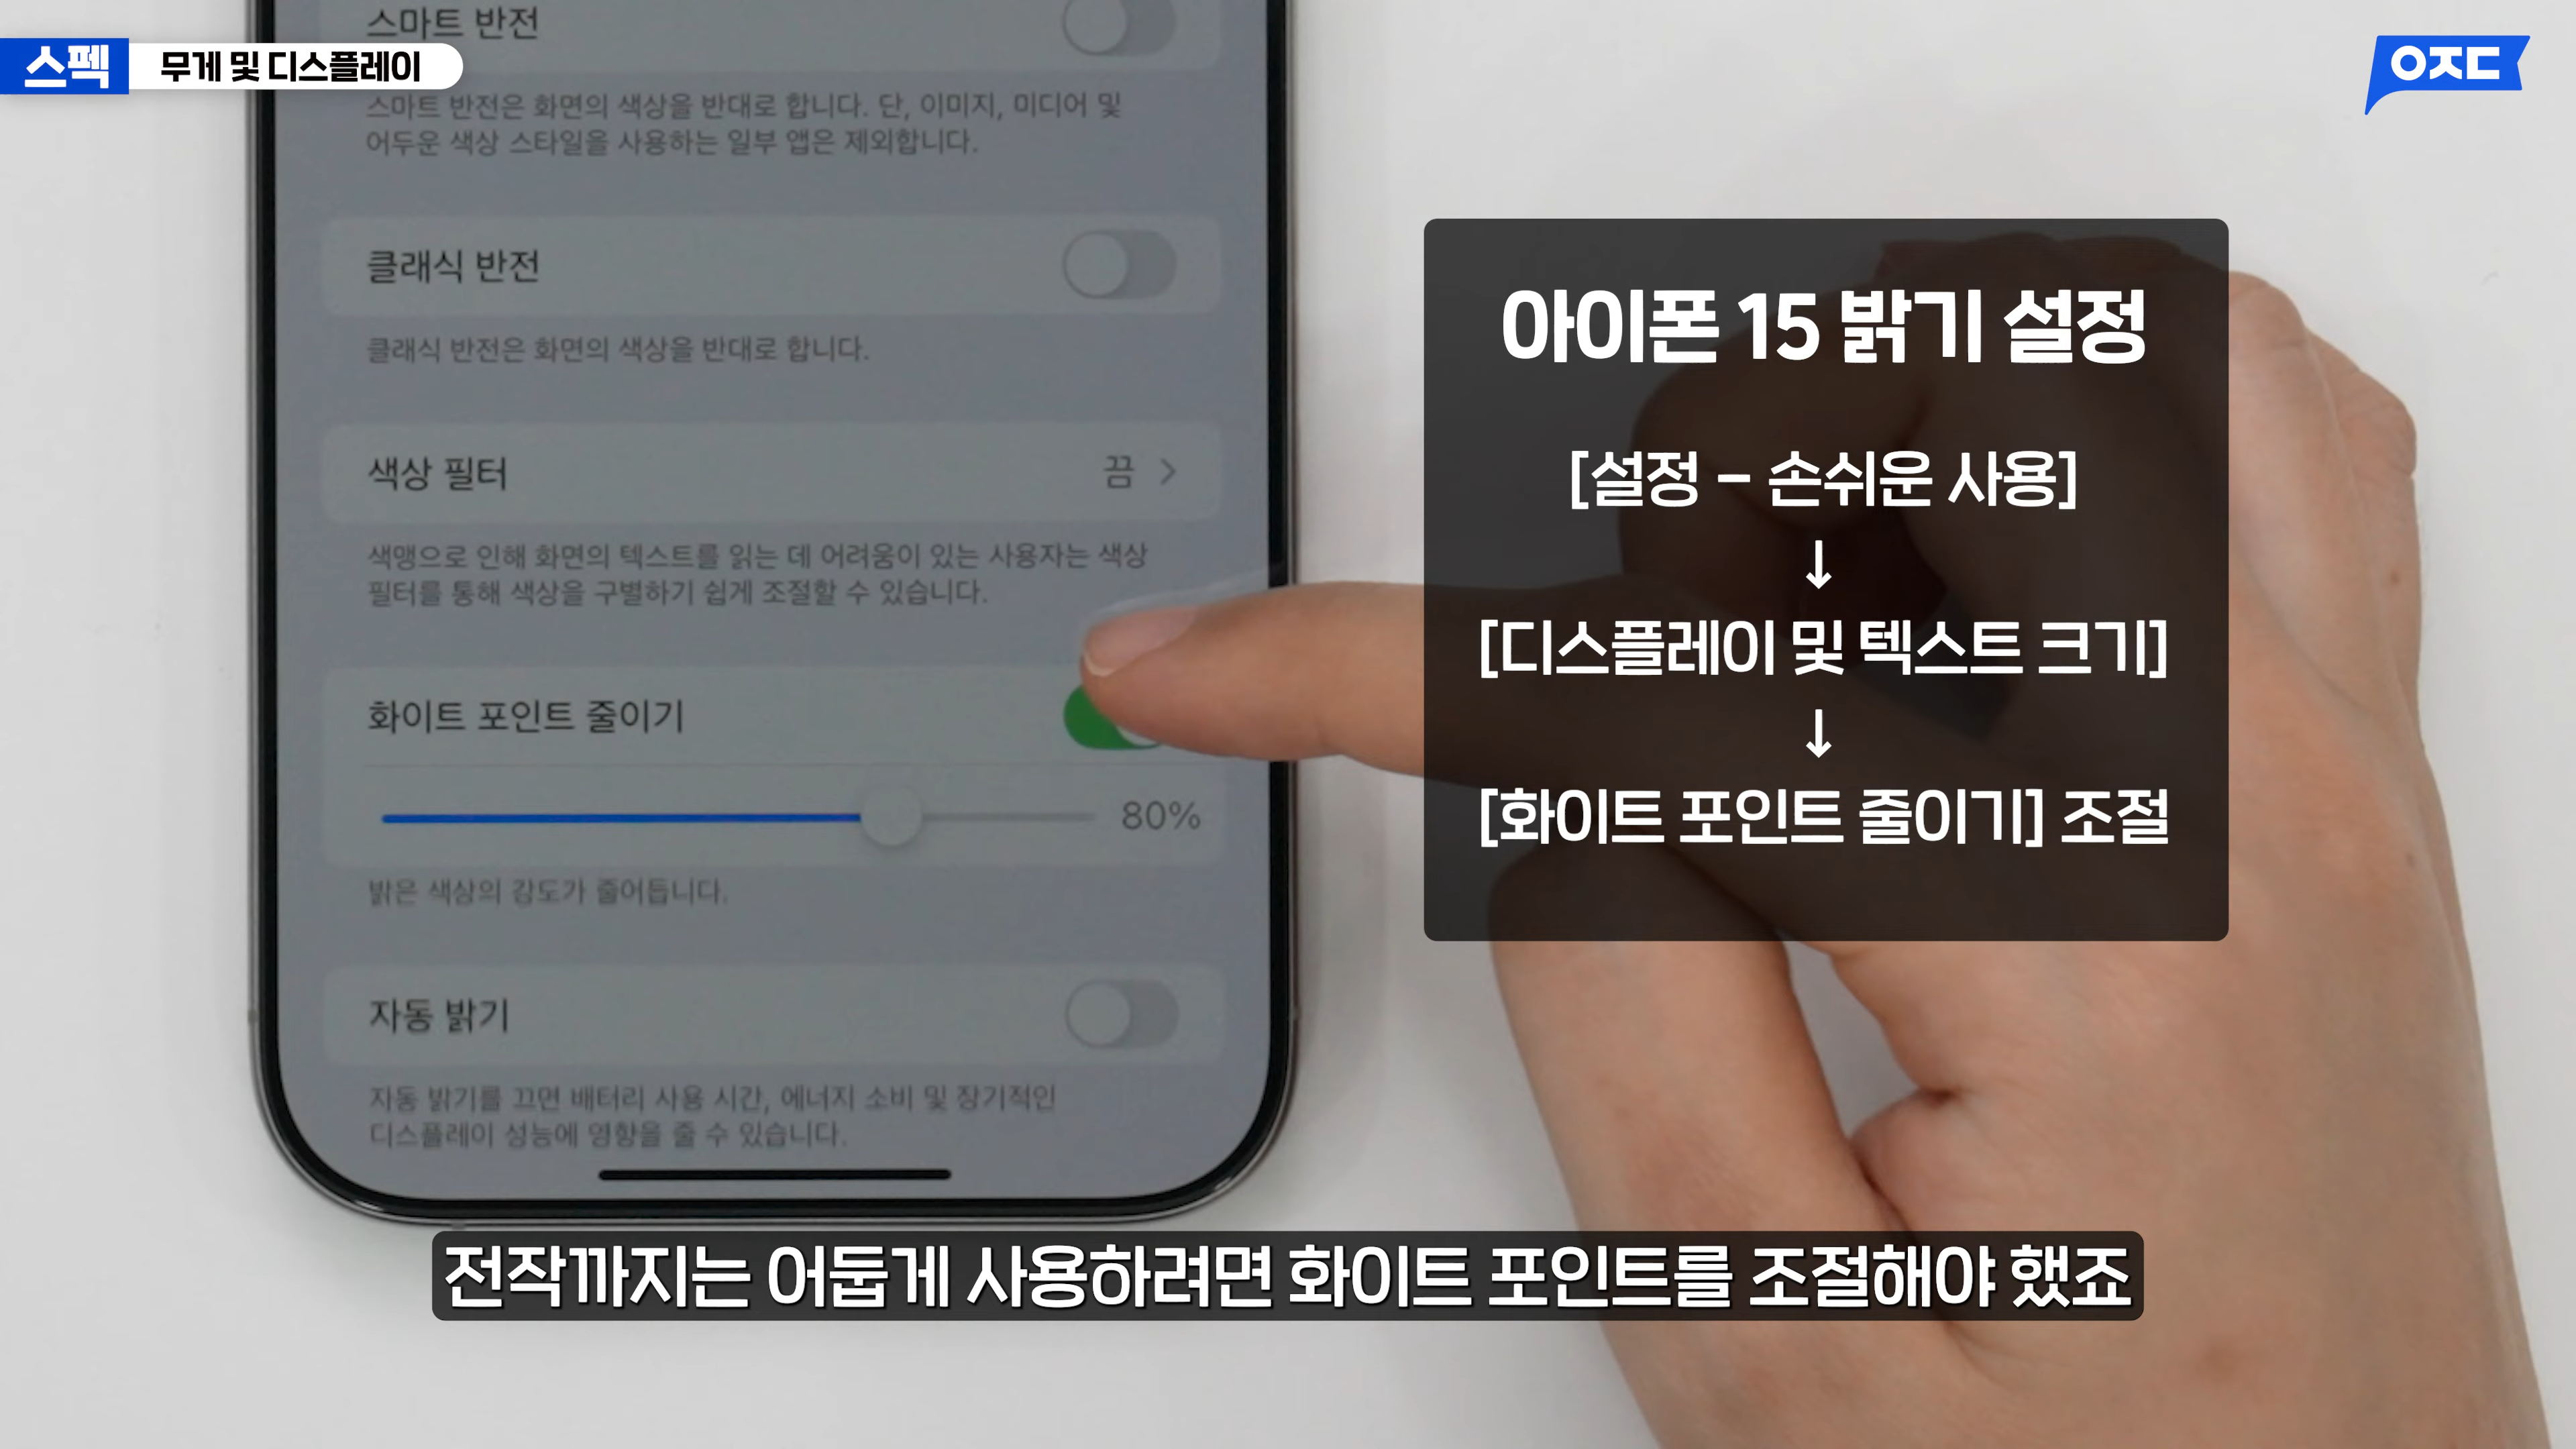 스펙 무게 및 디스플레이
오지드
스마트 반전
스마트 반전은 화면의 색상을 반대로 합니다. 단, 이미지, 미디어 및
어두운 색상 스타일을 사용하는 일부 앱은 제외합니다.
클래식 반전
클래식 반전은 화면의 색상을 반대로 합니다.
색상 필터 끔
색맹으로 인해 화면의 텍스트를 읽는 데 어려움이 있는 사용자는 색상
필터를 통해 색상을 구별하기 쉽게 조절할 수 있습니다.
화이트 포인트 줄이기
80%
밝은 색상의 강도가 줄어듭니다.
자동 밝기
자동 밝기를 끄면 배터리 사용 시간, 에너지 소비 및 장기적인
디스플레이 성능에 영향을 줄 수 있습니다.
아이폰 15 밝기 설정
[설정 – 손쉬운 사용]
↓
[디스플레이 및 텍스트 크기]
↓
[화이트 포인트 줄이기] 조절
전작까지는 어둡게 사용하려면 화이트 포인트를 조절해야 했죠